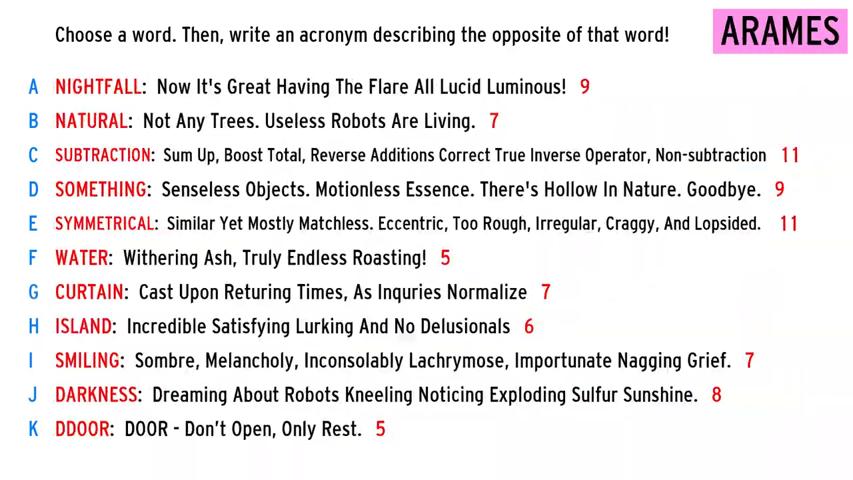 Choose a word. Then, write an acronym describing the opposite of that word!
ARAMES
A NIGHTFALL: Now It's Great Having The Flare All Lucid Luminous! 9
B NATURAL: Not Any Trees. Useless Robots Are Living. 7
C SUBTRACTION: Sum Up, Boost Total, Reverse Additions Correct True Inverse Operator, Non-subtraction 11
D SOMETHING: Senseless Objects. Motionless Essence. There's Hollow In Nature. Goodbye. 9
E SYMMETRICAL: Similar Yet Mostly Matchless. Eccentric, Too Rough, Irregular, Craggy, And Lopsided. 11
F WATER: Withering Ash, Truly Endless Roasting! 5
G CURTAIN: Cast Upon Returing Times, As Inquries Normalize 7
H ISLAND: Incredible Satisfying Lurking And No Delusionals 6
I SMILING: Sombre, Melancholy, Inconsolably Lachrymose, Importunate Nagging Grief. 7
J DARKNESS: Dreaming About Robots Kneeling Noticing Exploding Sulfur Sunshine. 8
K DDOOR: DOOR - Don't Open, Only Rest. 5